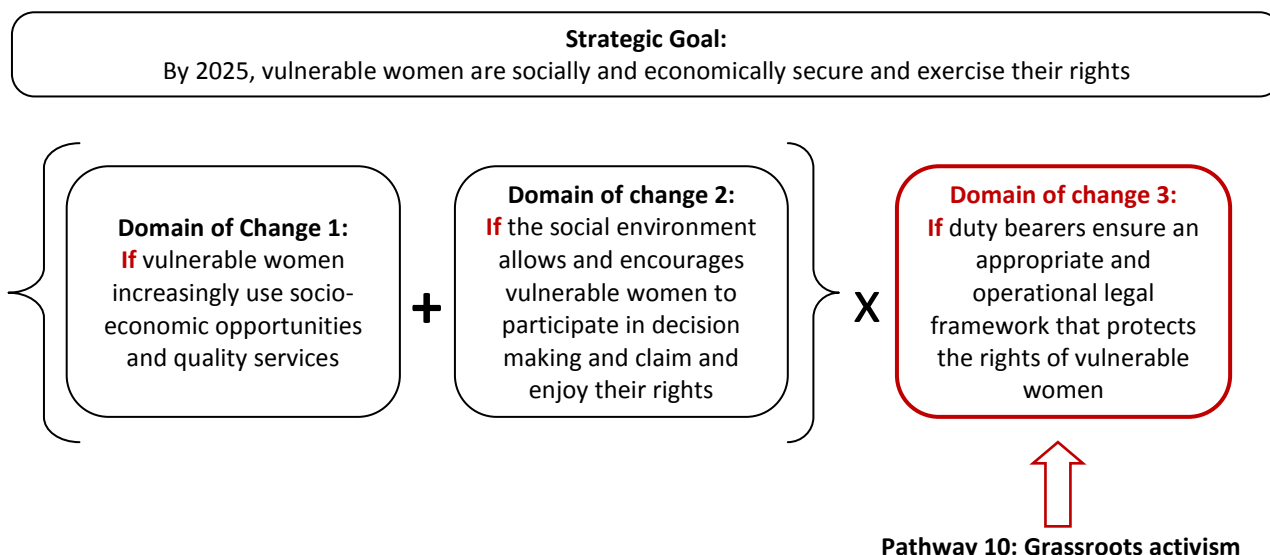 Strategic Goal:
By 2025, vulnerable women are socially and economically secure and exercise their rights
Domain of Change 1:
If vulnerable women
increasingly use socio-
economic opportunities
and quality services
+
Domain of change 2:
If the social environment
allows and encourages
vulnerable women to
participate in decision
making and claim and
enjoy their rights
X
Domain of change 3:
If duty bearers ensure an
appropriate and
operational legal
framework that protects
the rights of vulnerable
women
Pathway 10: Grassroots activism